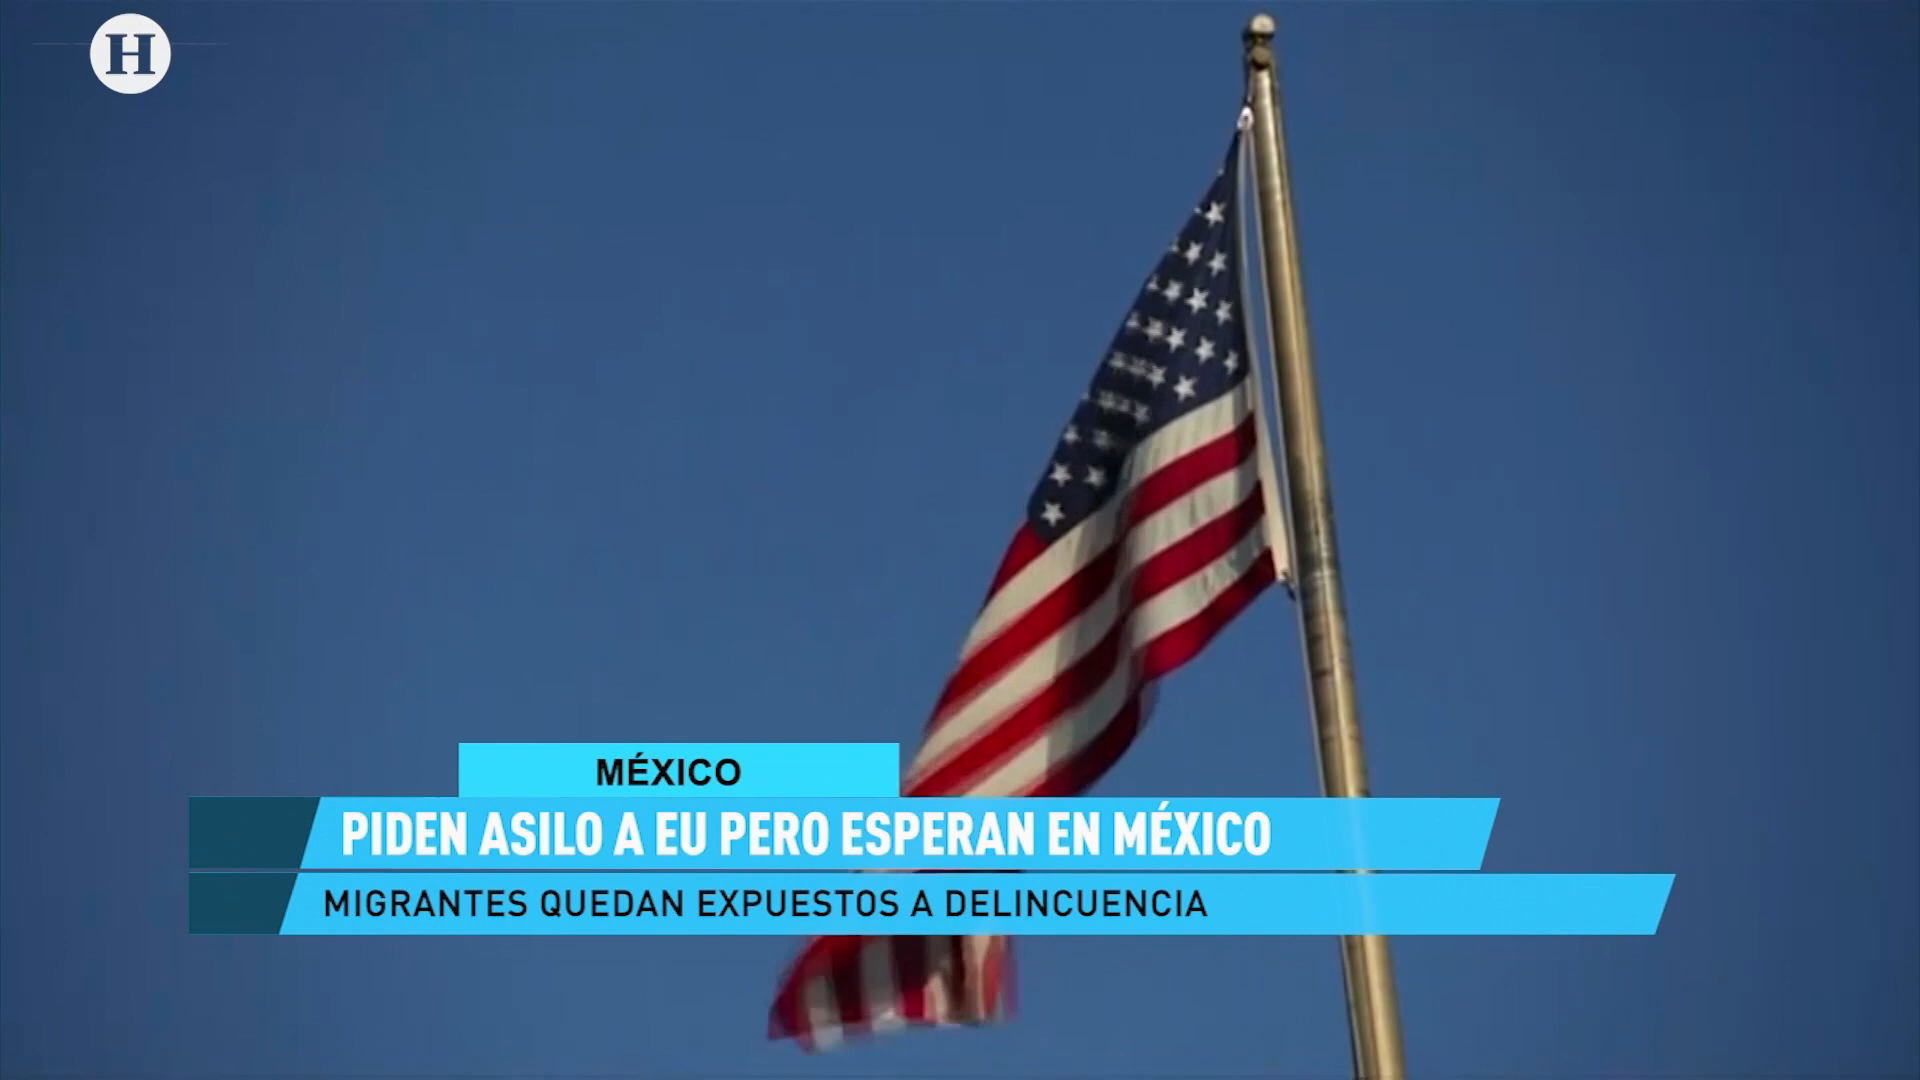 H
MÉXICO
PIDEN ASILO A EU PERO ESPERAN EN MÉXICO
MIGRANTES QUEDAN EXPUESTOS A DELINCUENCIA